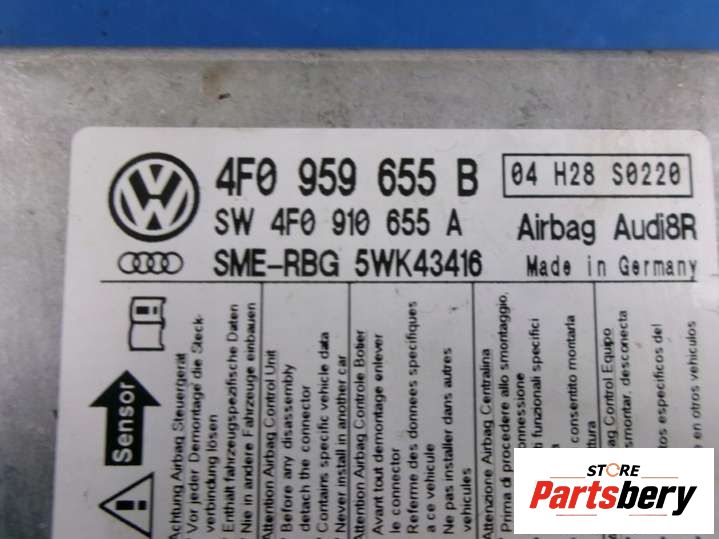 4F0 959 655 B
04 H28 S0220
SW 4F0 910 655 A
Airbag Audi8R
SME-RBG 5WK43416
Made in Germany
Sensor
Achtung Airbag Steuergerät
* Vor jeder Demontage die Steck-
verbindung lösen
* Enthält fahrzeugspezifische Daten
* Nie in andere Fahrzeuge einbauen
Attention Airbag Control Unit
* Before any disassembly
detach the connector
* Contains specific vehicle data
* Never install in another car
Attention Airbag Controle Boitier
* Avant tout demontage enlever
le connector
* Referme des donnees specifiques
a ce vehicule
* Ne pas installer dans autres
vehicules
Attenzione Airbag Centralina
* Prima di procedere allo smontaggio,
connessione
funzionali specifici
consentito montarla
Airbag Control Equipo
smontar, desconecta
tos especificos del
en otros vehiculos
STORE
Partsbery